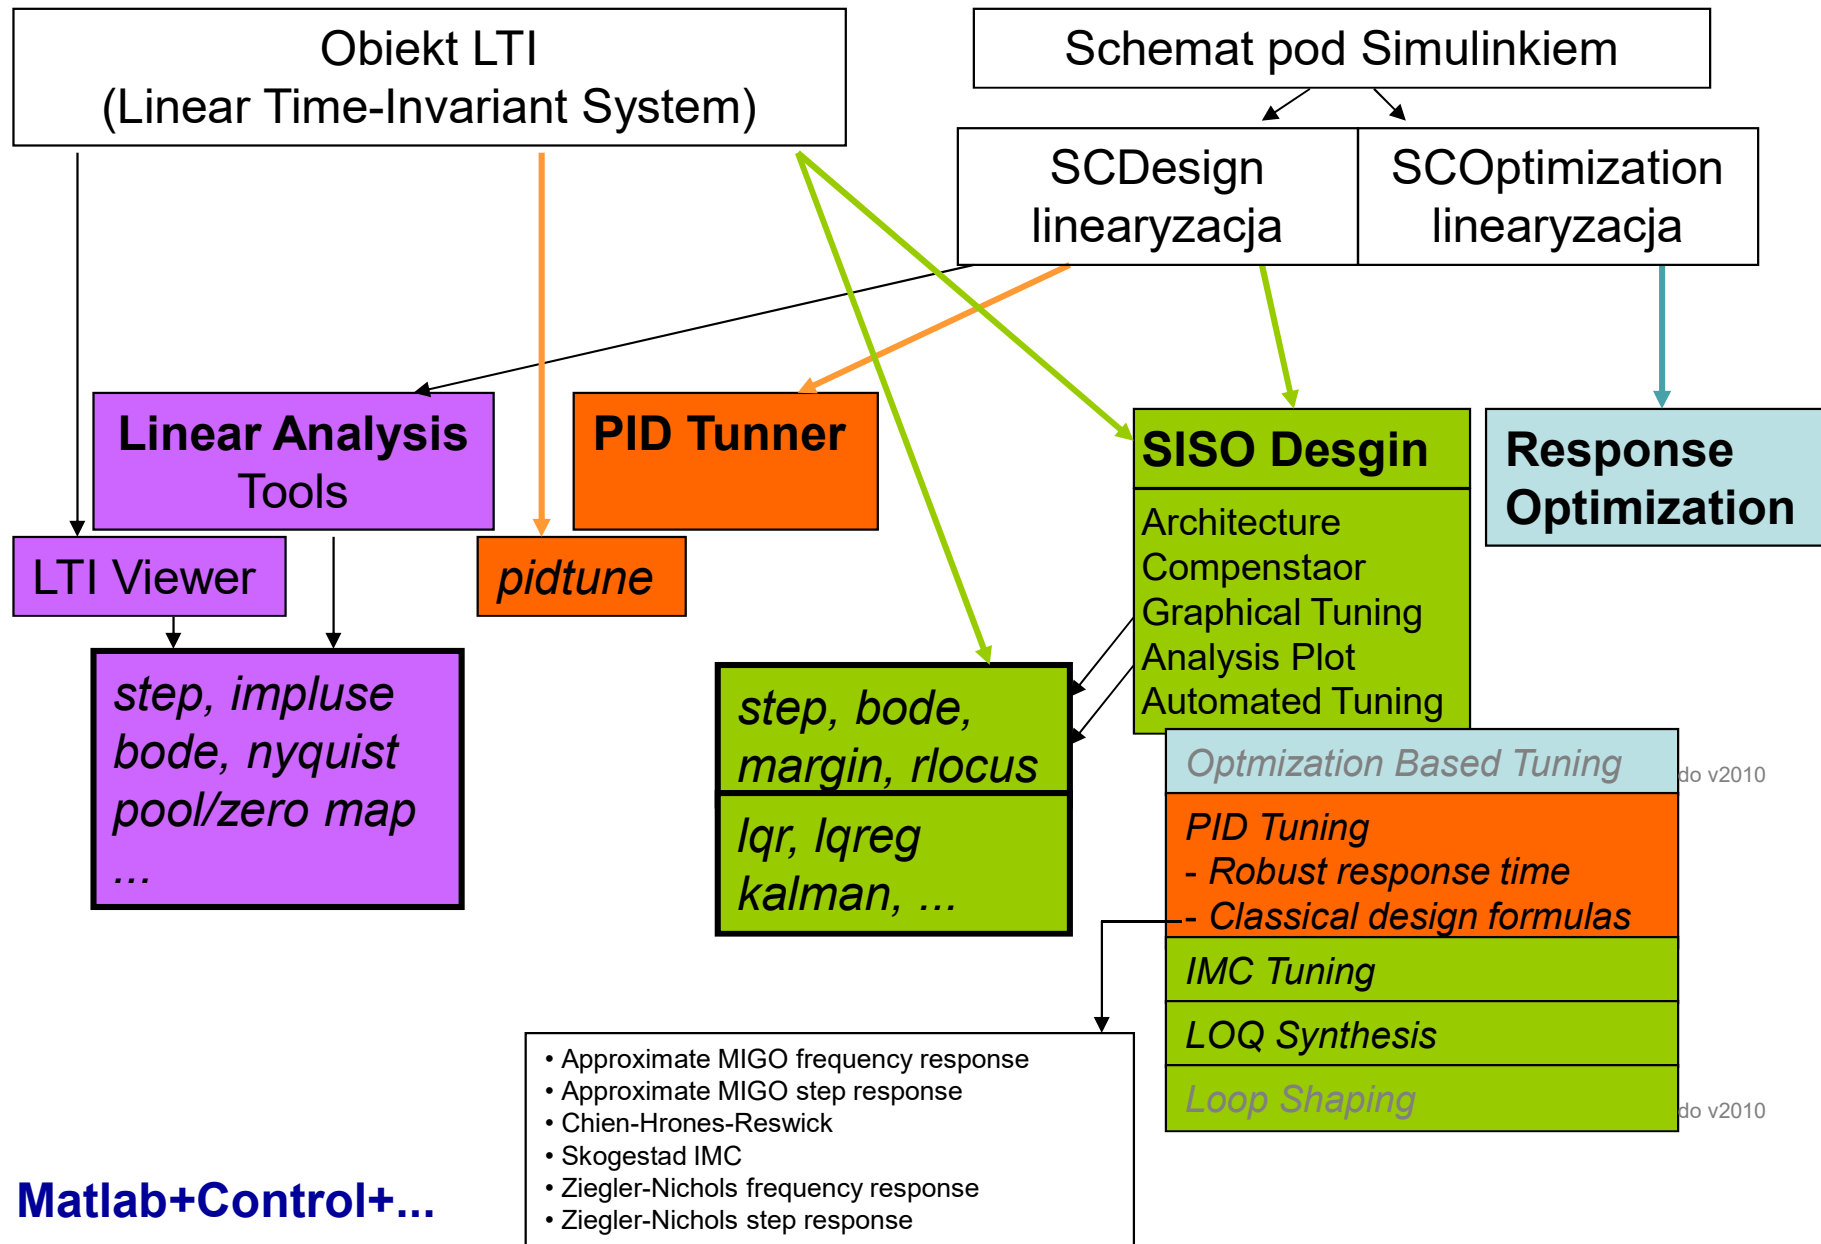 Obiekt LTI
(Linear Time-Invariant System)
Schemat pod Simulinkiem
SCDesign
linearyzacja
SCOptimization
linearyzacja
Linear Analysis
Tools
PID Tunner
SISO Desgin
Architecture
Compenstaor
Graphical Tuning
Analysis Plot
Automated Tuning
Response
Optimization
LTI Viewer
pidtune
step, impluse
bode, nyquist
pool/zero map
...
step, bode,
margin, rlocus
lqr, lqreg
kalman, ...
Optmization Based Tuning
do v2010
PID Tuning
- Robust response time
- Classical design formulas
IMC Tuning
LOQ Synthesis
Loop Shaping
do v2010
• Approximate MIGO frequency response
• Approximate MIGO step response
• Chien-Hrones-Reswick
• Skogestad IMC
• Ziegler-Nichols frequency response
• Ziegler-Nichols step response
Matlab+Control+...